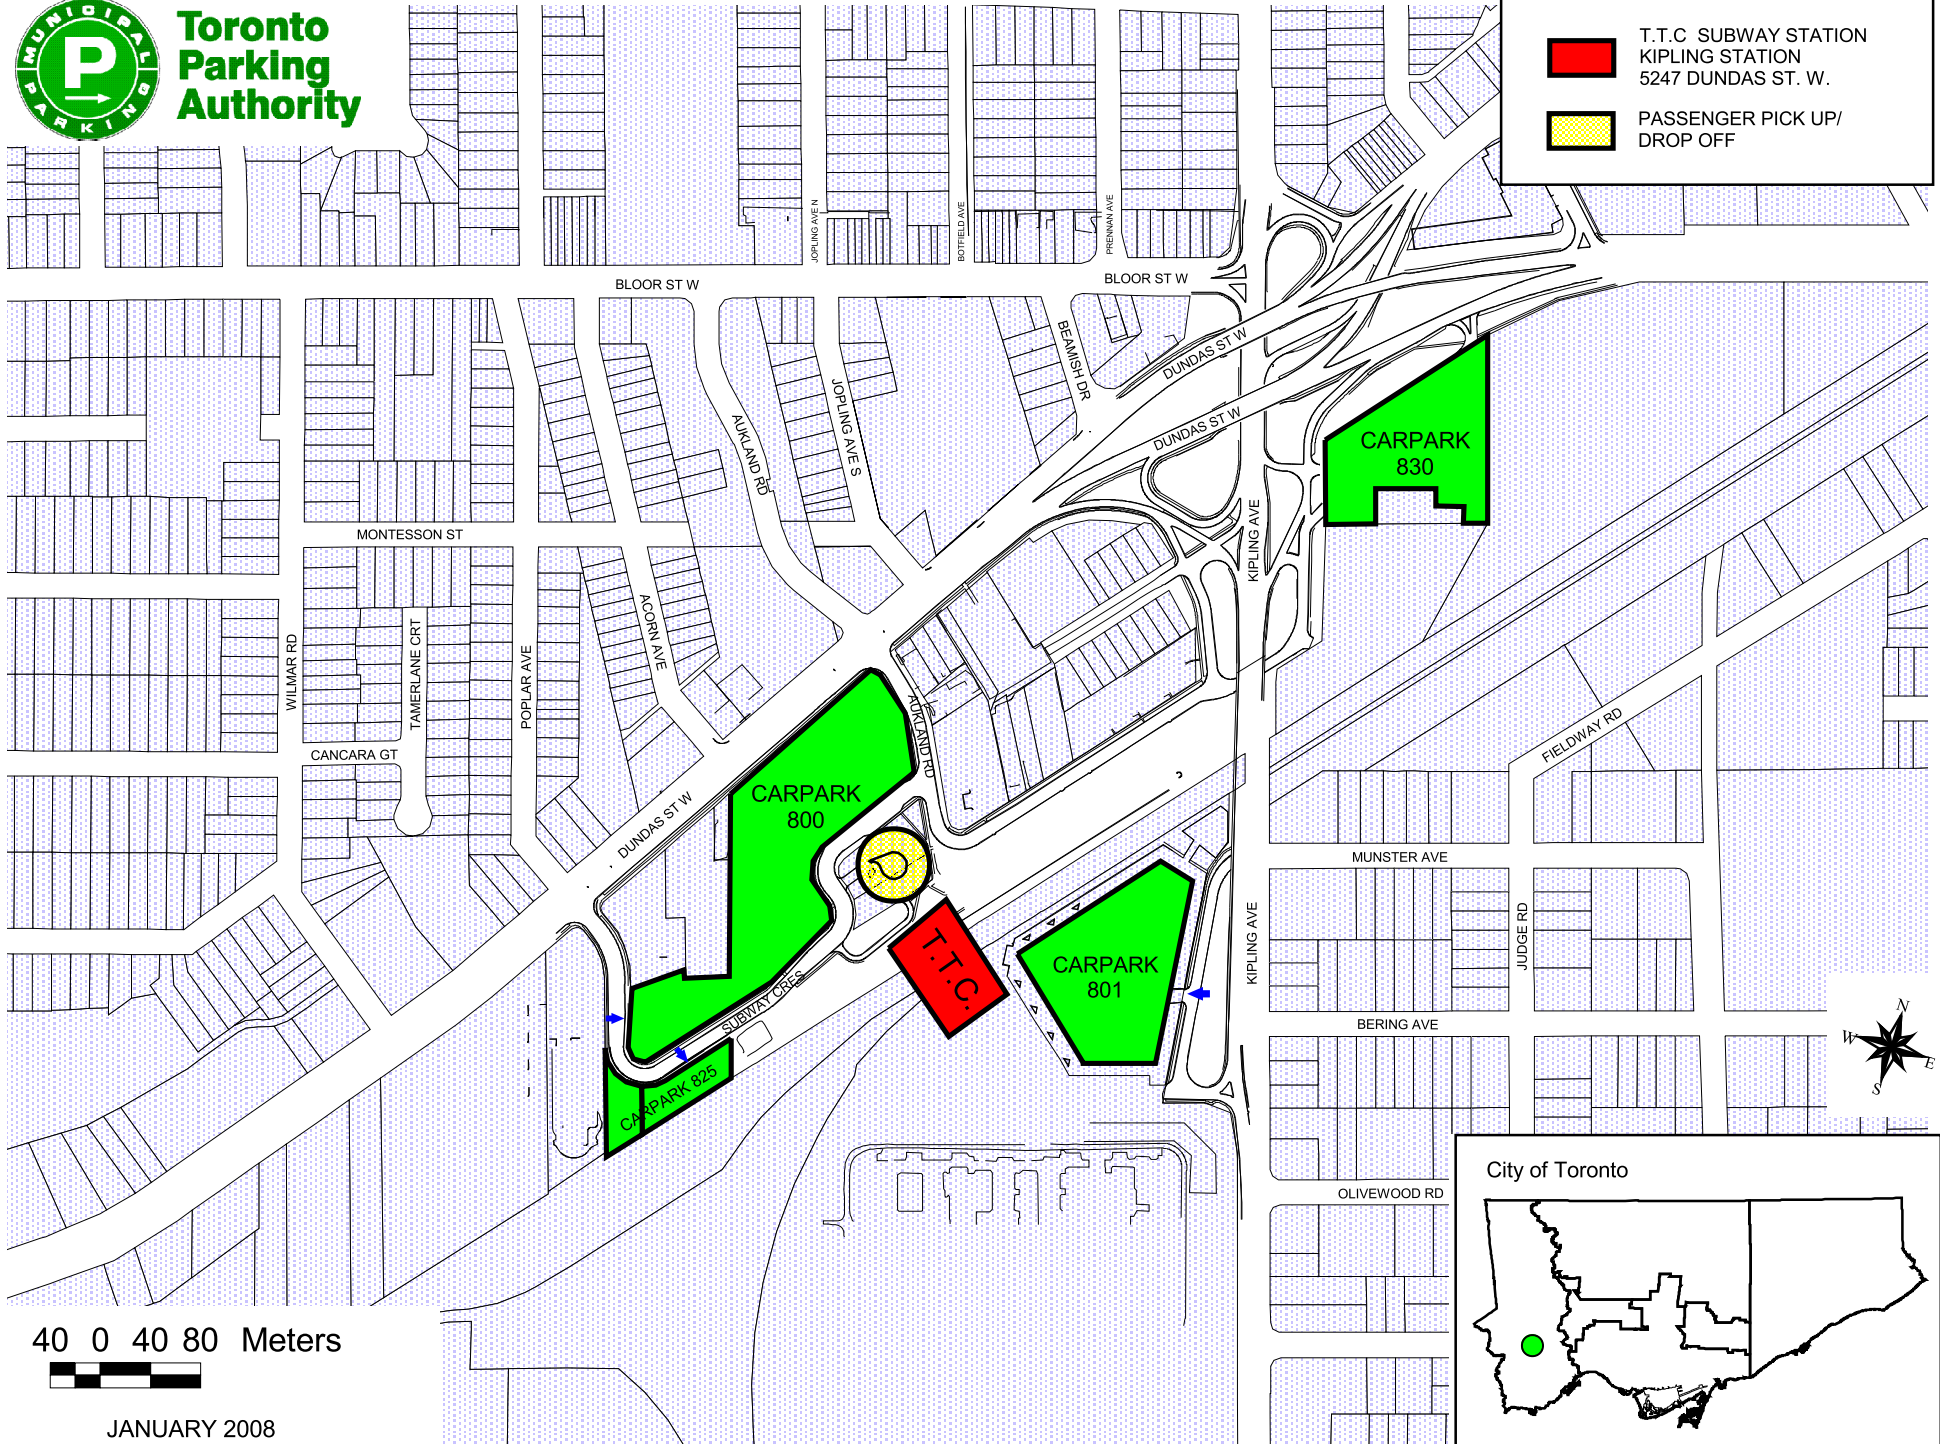 MUNICIPAL
P
PARKING
Toronto
Parking
Authority
T.T.C SUBWAY STATION
KIPLING STATION
5247 DUNDAS ST. W.
PASSENGER PICK UP/
DROP OFF
JOPLING AVE N
BOTFIELD AVE
PRENNAN AVE
BLOOR ST W
BLOOR ST W
BEAMISH DR
DUNDAS ST W
DUNDAS ST W
JOPLING AVE S
AUKLAND RD
CARPARK
830
KIPLING AVE
MONTESSON ST
ACORN AVE
WILMAR RD
TAMERLANE CRT
POPLAR AVE
CANCARA GT
AUKLAND RD
FIELDWAY RD
DUNDAS ST W
CARPARK
800
MUNSTER AVE
T.T.C.
CARPARK
801
KIPLING AVE
JUDGE RD
SUBWAY CRES
BERING AVE
N
W
E
S
CARPARK 825
OLIVEWOOD RD
City of Toronto
40 0 40 80 Meters
JANUARY 2008